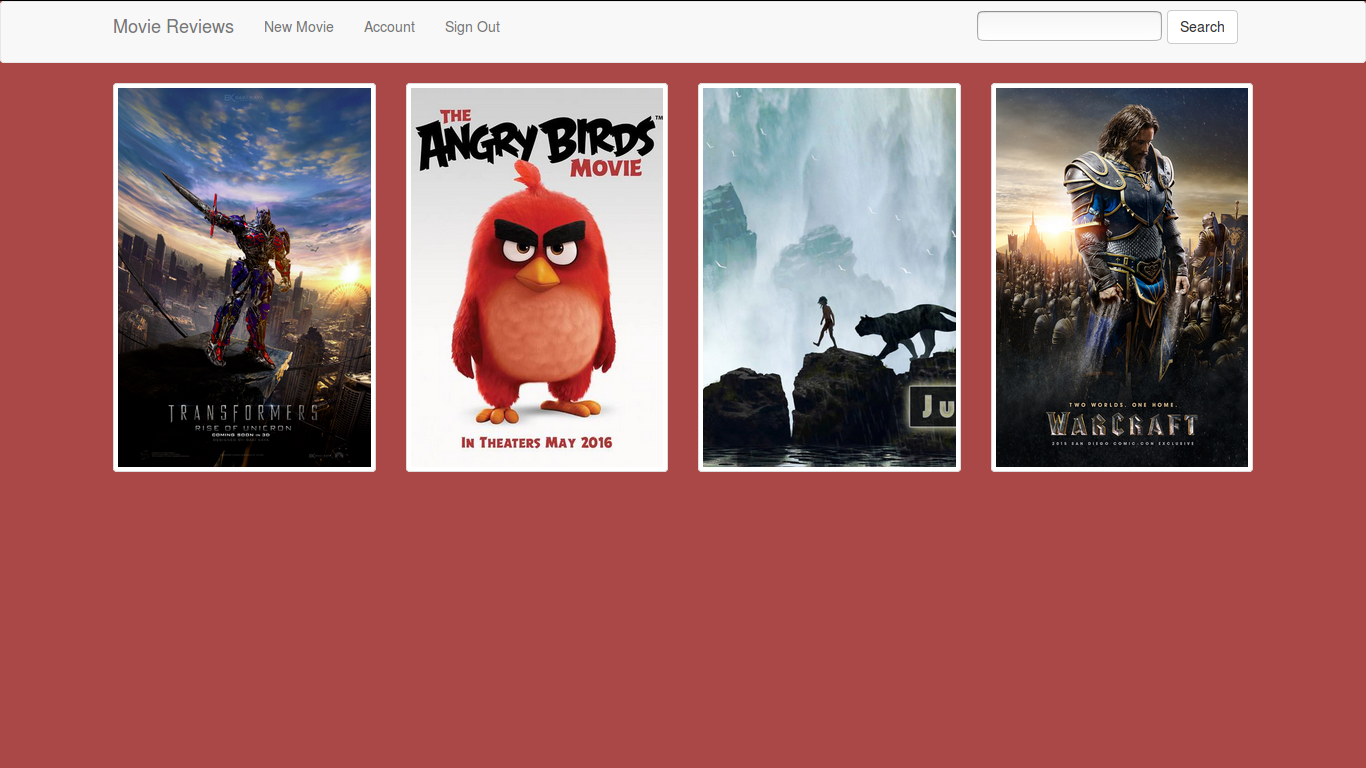 Movie Reviews New Movie Account Sign Out Search
TRANSFORMERS
RISE OF UNICRON
COMING SOON IN 3D
THE
ANGRY BIRDS™
MOVIE
IN THEATERS MAY 2016
Ju
TWO WORLDS. ONE HOME.
WARCRAFT
2015 SAN DIEGO COMIC-CON EXCLUSIVE